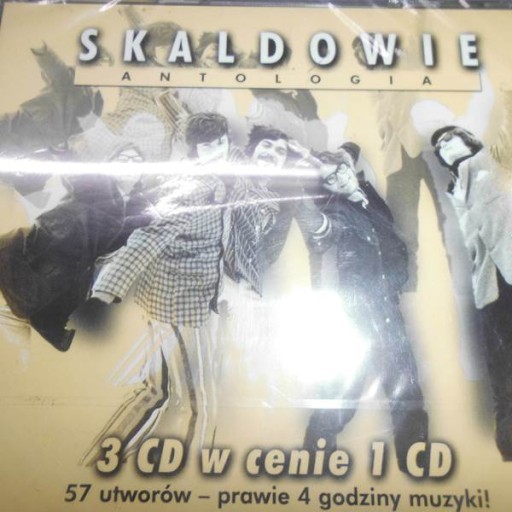 SKALDOWIE
ANTOLOGIA
3 CD w cenie 1 CD
57 utworów – prawie 4 godziny muzyki!